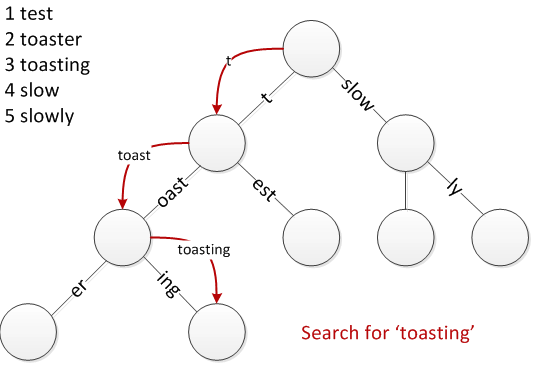 1 test
2 toaster
3 toasting
4 slow
5 slowly
t
t
slow
toast
oast
est
ly
toasting
er
ing
Search for ‘toasting’